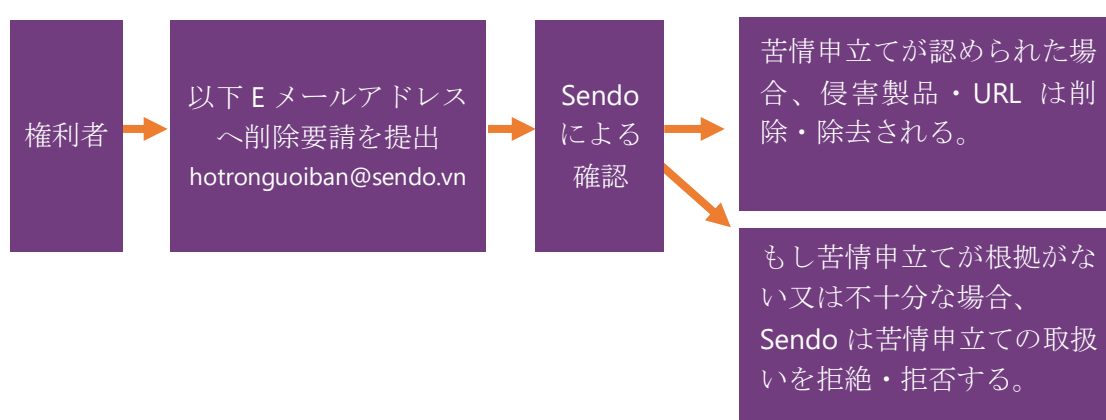 権利者
以下 E メールアドレス
へ削除要請を提出
hotronguoiban@sendo.vn
Sendo
による
確認
苦情申立てが認められた場
合、侵害製品・URL は削
除・除去される。
もし苦情申立てが根拠がな
い又は不十分な場合、
Sendo は苦情申立ての取扱
いを拒絶・拒否する。